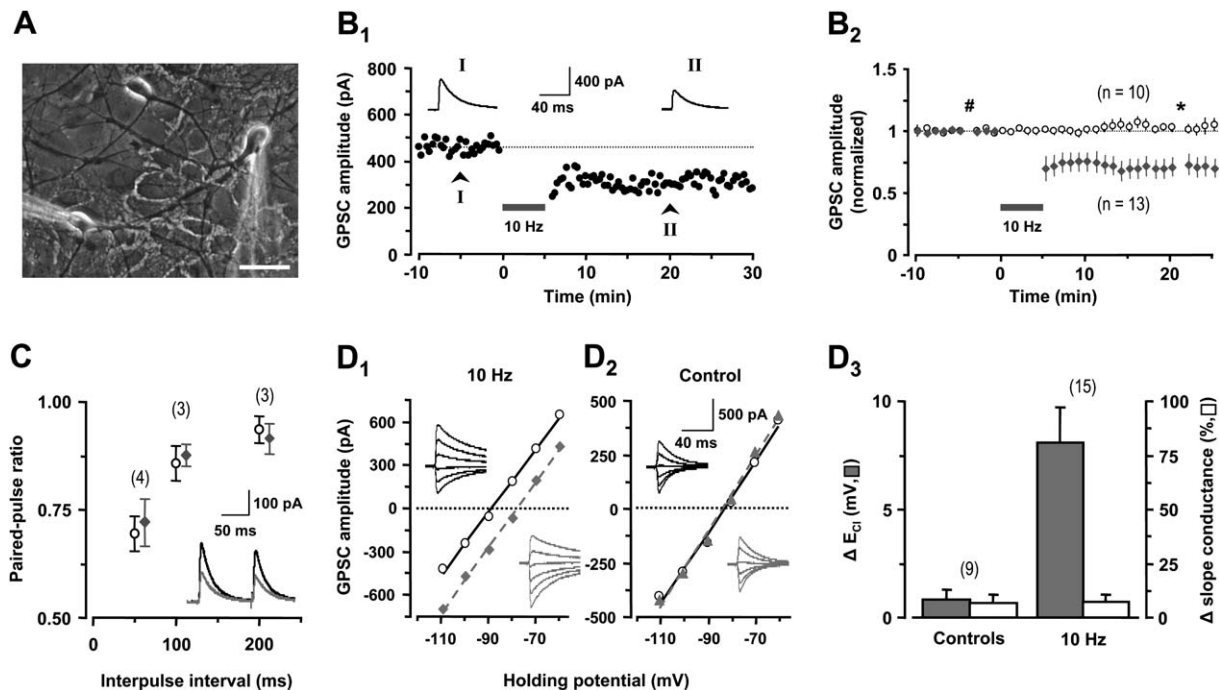 A
B1
I
II
400 pA
40 ms
GPSC amplitude (pA)
800
600
400
200
0
I
10 Hz
II
-10
0
10
20
30
Time (min)
B2
GPSC amplitude
(normalized)
1.5
1
0.5
0
#
(n = 10)
*
(n = 13)
10 Hz
-10
0
10
20
Time (min)
C
Paired-pulse ratio
1.00
0.75
0.50
(4)
(3)
(3)
100 pA
50 ms
0
100
200
Interpulse interval (ms)
D1
10 Hz
GPSC amplitude (pA)
600
300
0
-300
-600
-110
-90
-70
D2
Control
500 pA
40 ms
500
250
0
-250
-500
-110
-90
-70
Holding potential (mV)
D3
Δ ECl (mV, )
10
5
0
(9)
(15)
100
75
50
25
0
Δ slope conductance (%, )
Controls
10 Hz